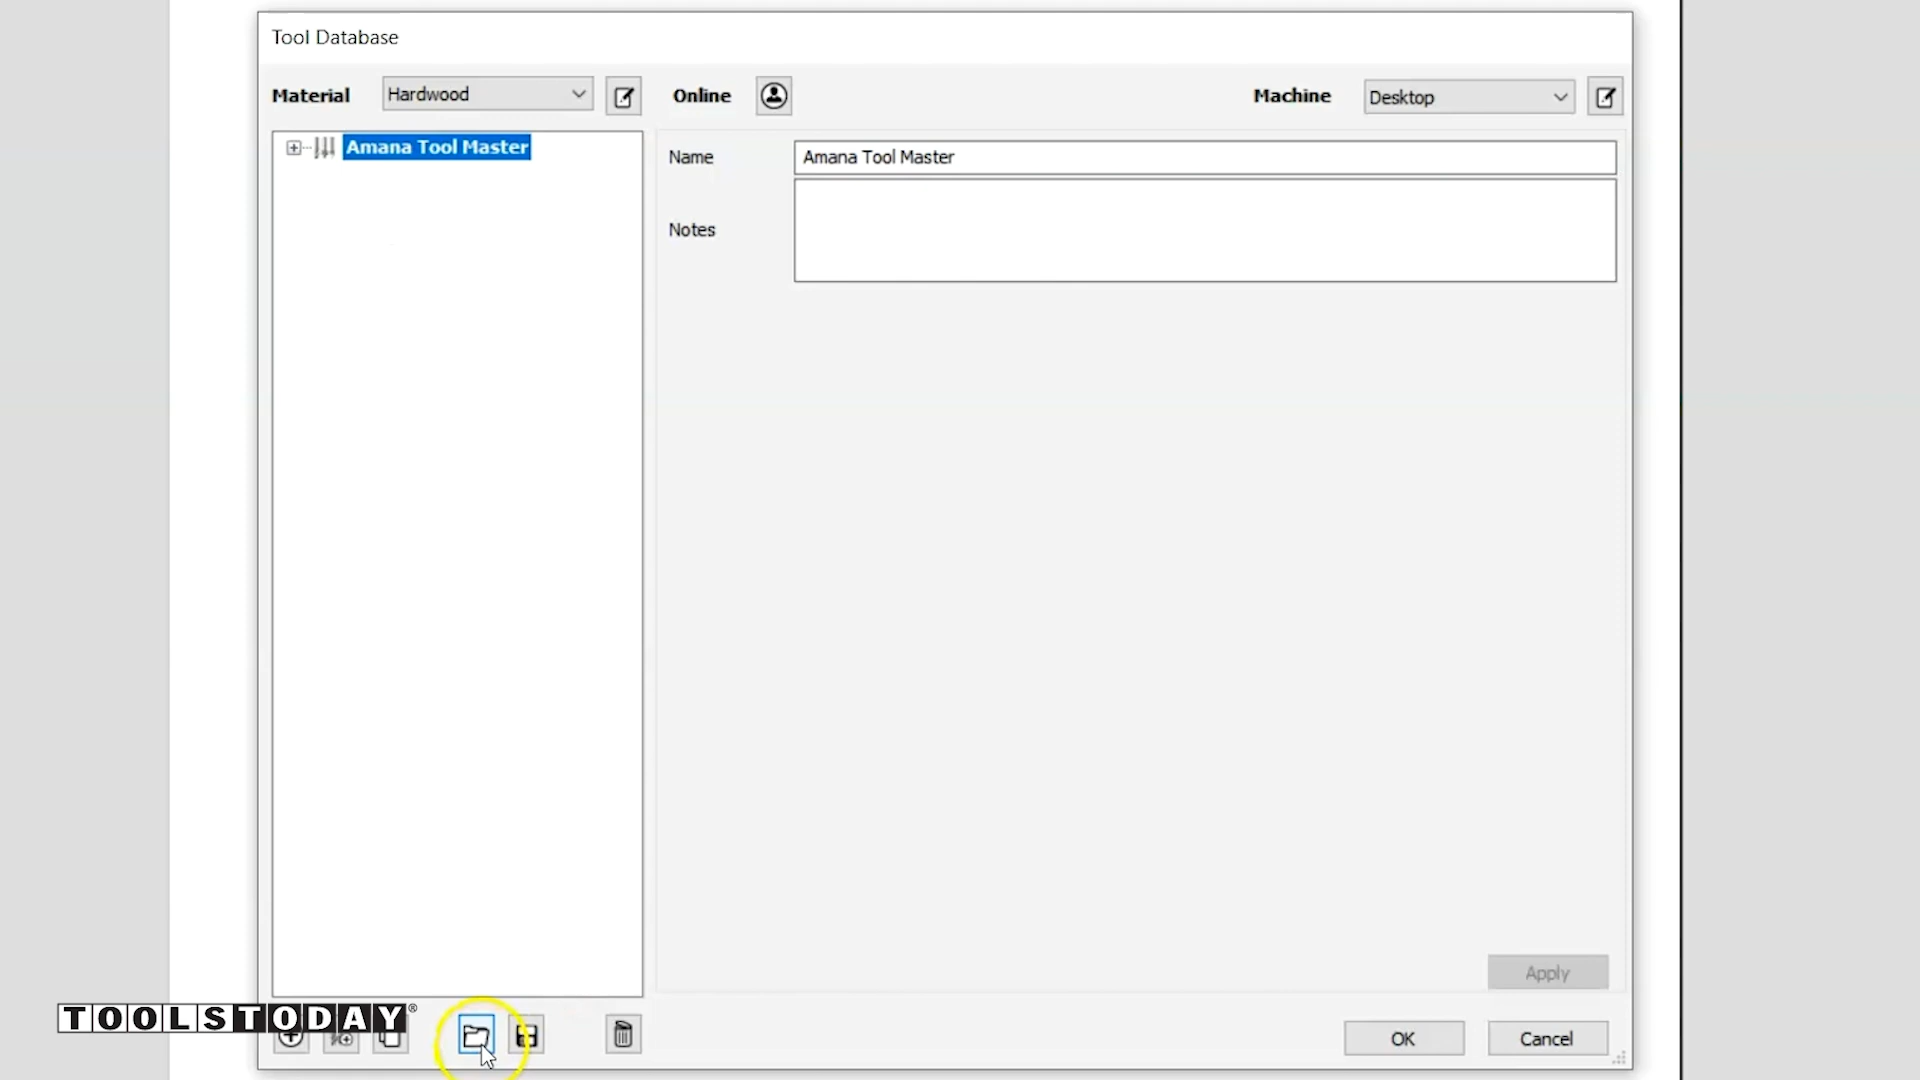 Tool Database
Material Hardwood Online Machine Desktop
Amana Tool Master
Name Amana Tool Master
Notes
Apply
TOOLSTODAY®
OK Cancel